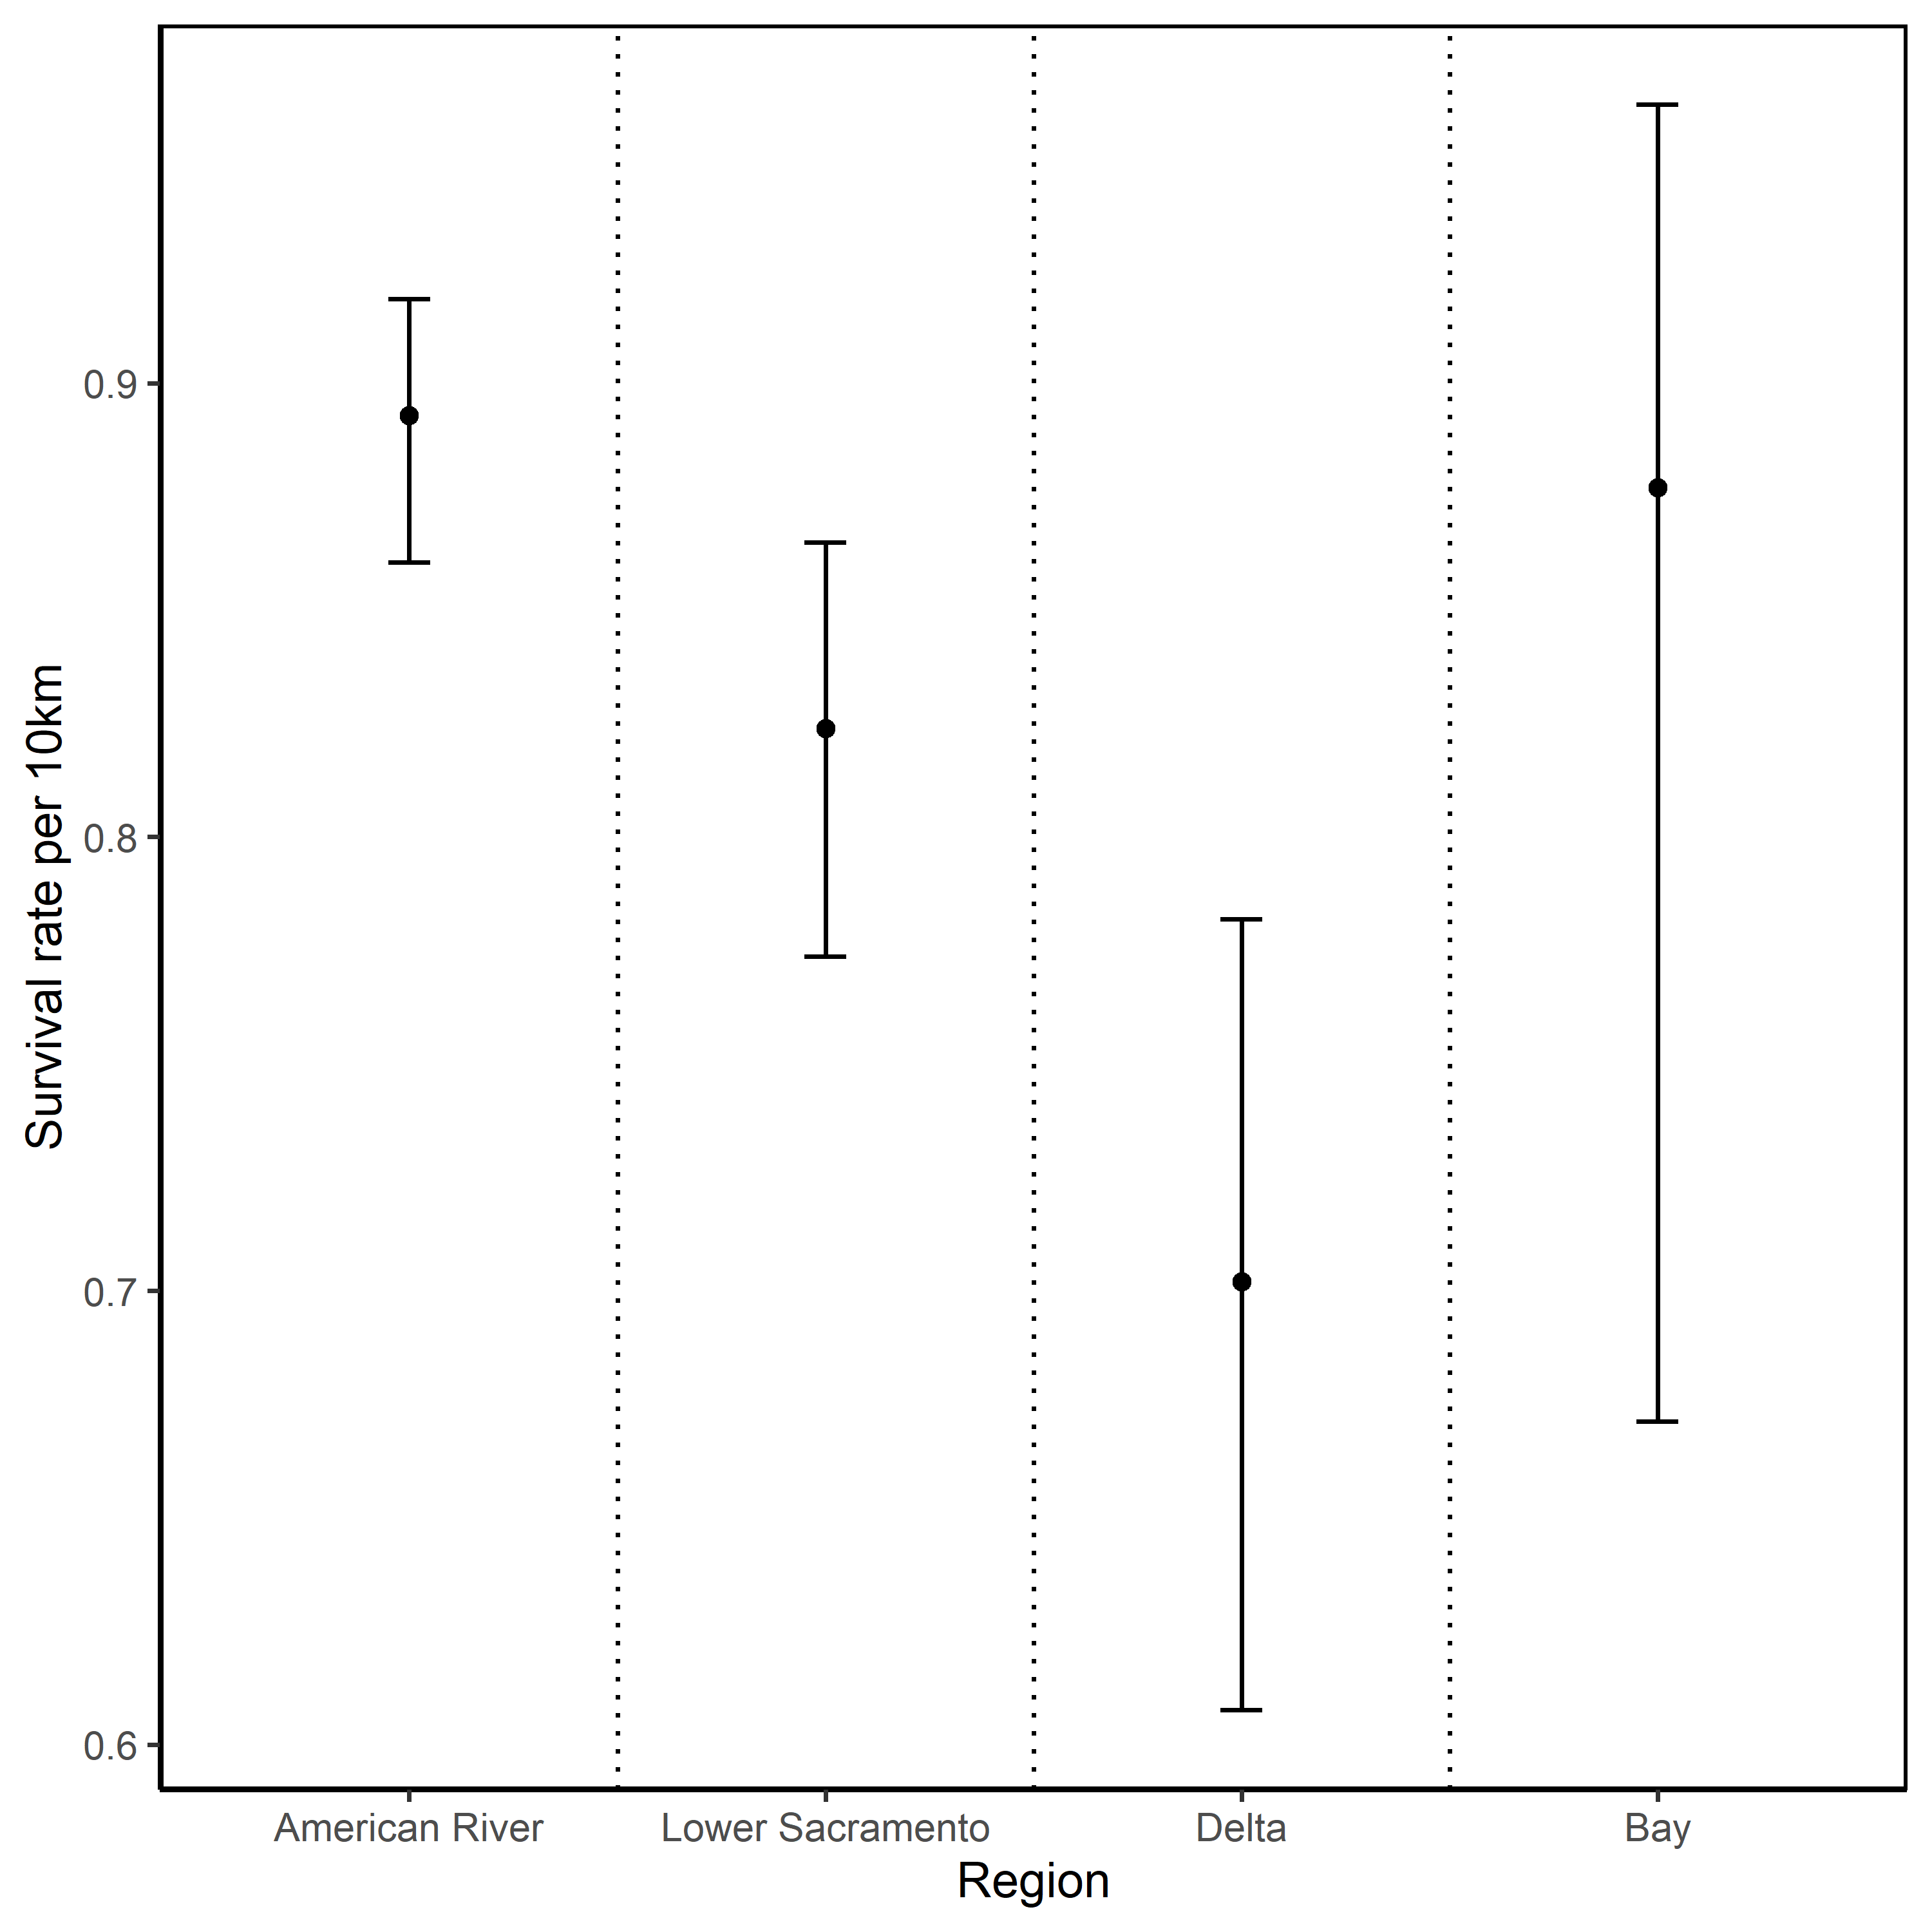 Survival rate per 10km
0.9
0.8
0.7
0.6
American River
Lower Sacramento
Delta
Bay
Region